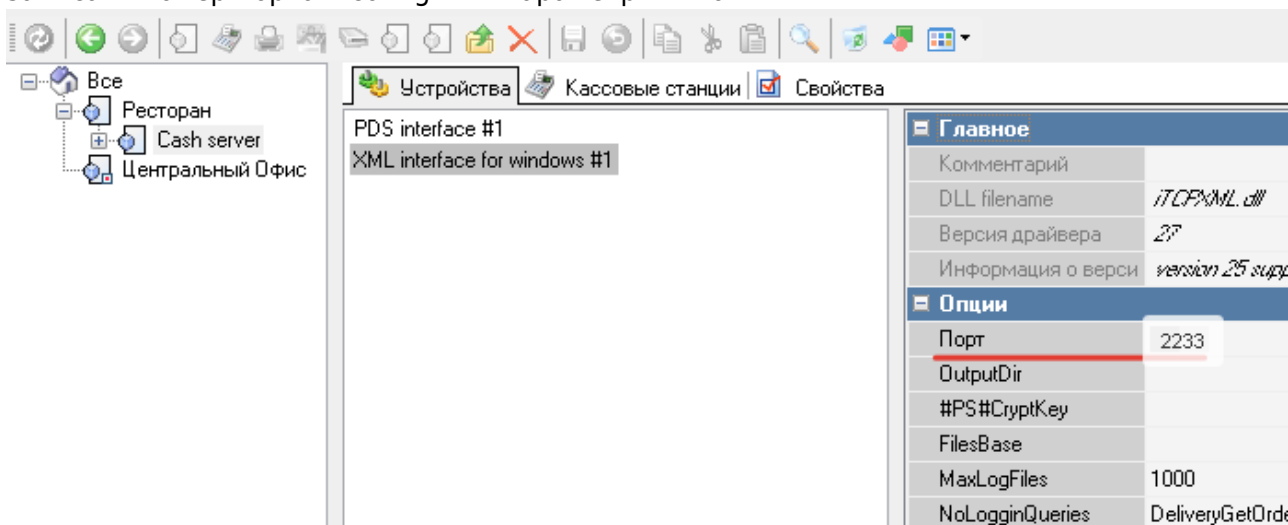 Все
Ресторан
Cash server
Центральный Офис
Устройства
Кассовые станции
Свойства
PDS interface #1
XML interface for windows #1
Главное
Комментарий
DLL filename iTCPXML.dll
Версия драйвера 27
Информация о верси version 25 supp
Опции
Порт 2233
OutputDir
#PS#CryptKey
FilesBase
MaxLogFiles 1000
NoLogginQueries DeliveryGetOrde